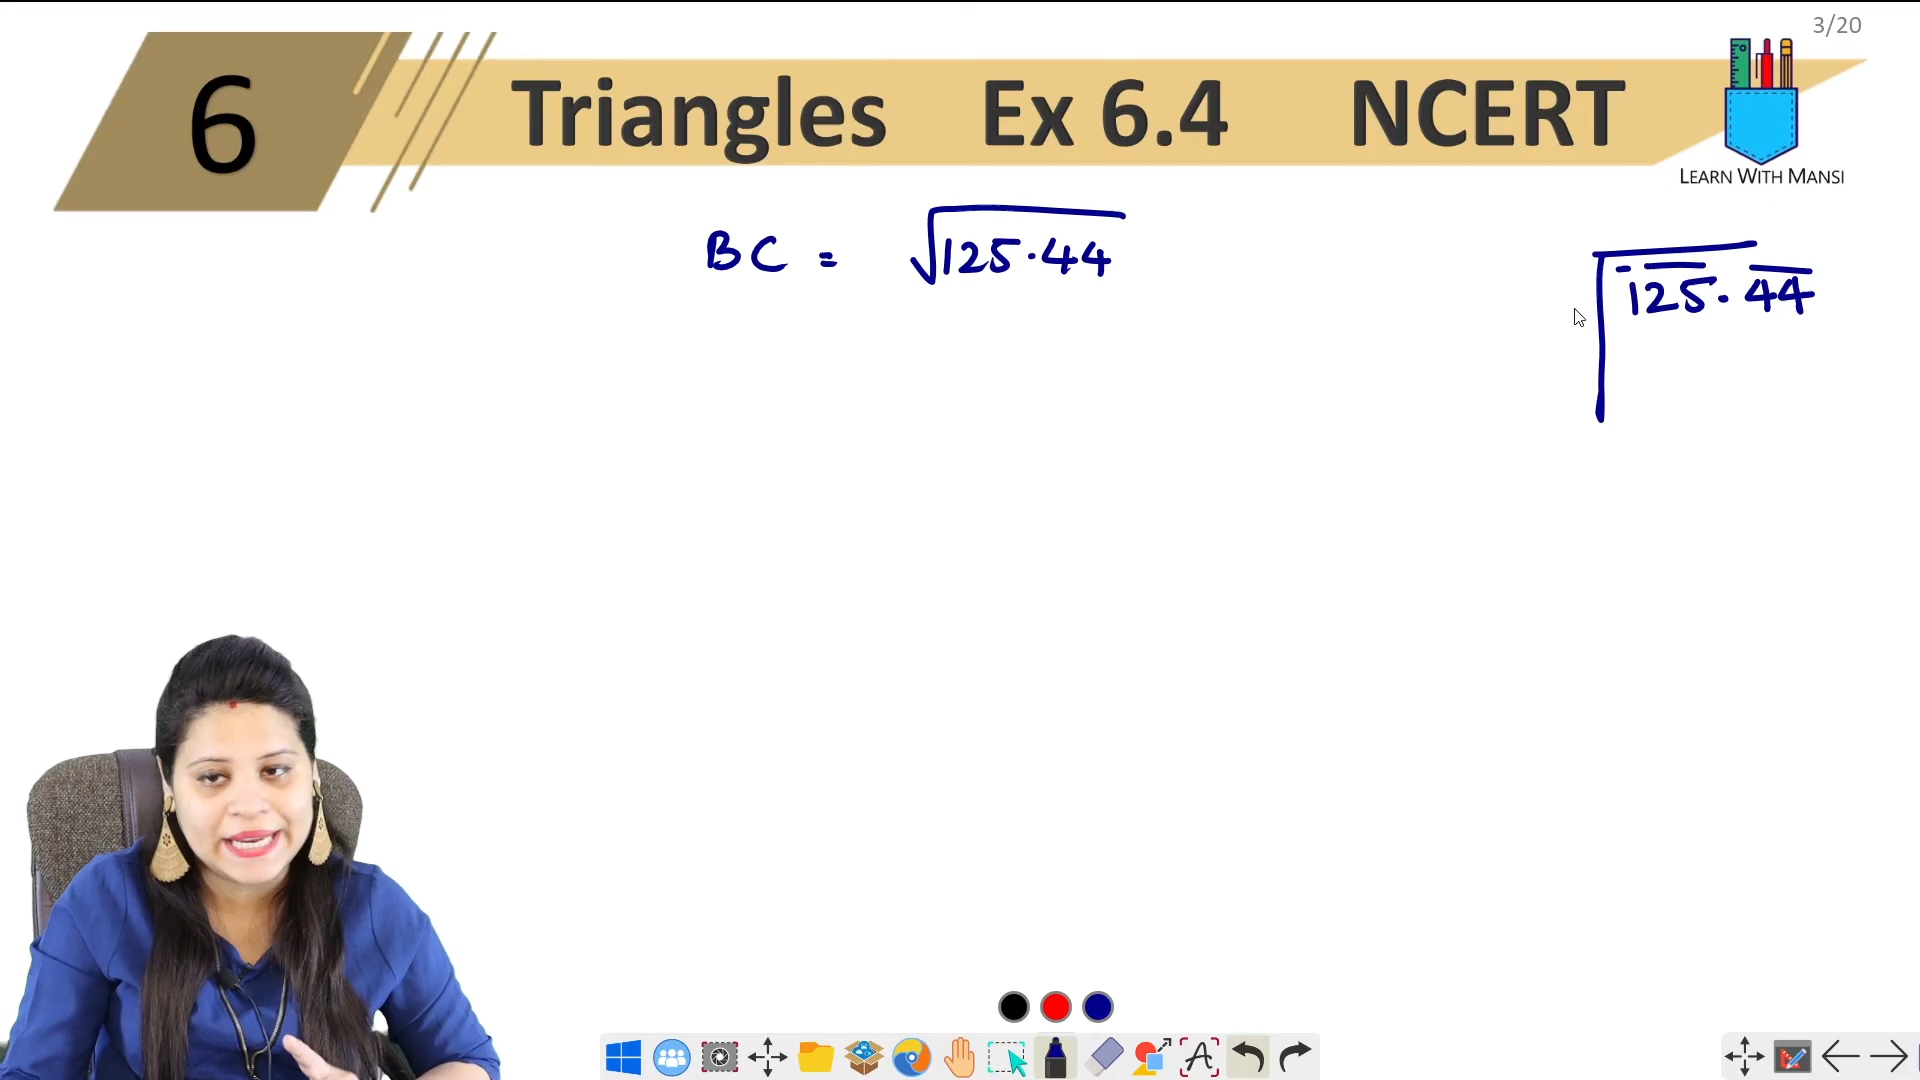 3/20
6 Triangles Ex 6.4 NCERT
LEARN WITH MANSI
BC = √125.44
125.44